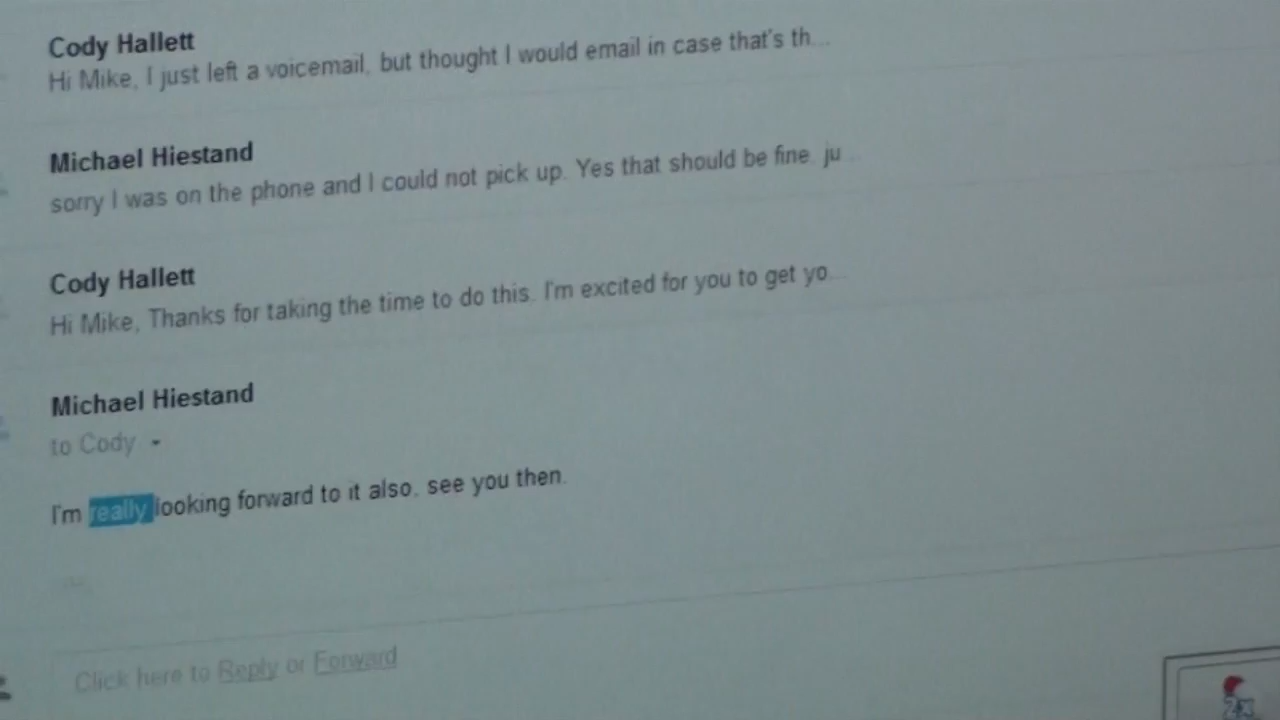 Cody Hallett
Hi Mike, I just left a voicemail, but thought I would email in case that's th...
Michael Hiestand
sorry I was on the phone and I could not pick up. Yes that should be fine. ju...
Cody Hallett
Hi Mike, Thanks for taking the time to do this. I'm excited for you to get yo...
Michael Hiestand
to Cody
I'm really looking forward to it also. see you then.
Click here to Reply or Forward